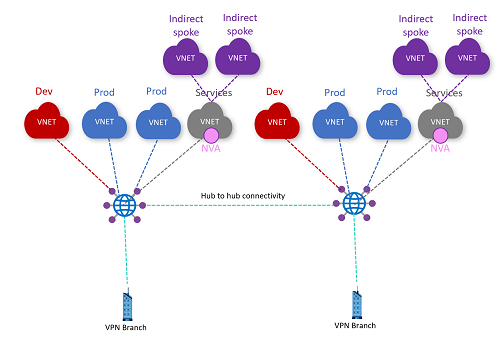 Indirect
spoke
Indirect
spoke
Indirect
spoke
Indirect
spoke
VNET
VNET
VNET
VNET
Dev
Prod
Prod
Services
Dev
Prod
Prod
Services
VNET
VNET
VNET
VNET
VNET
VNET
VNET
VNET
NVA
NVA
Hub to hub connectivity
VPN Branch
VPN Branch